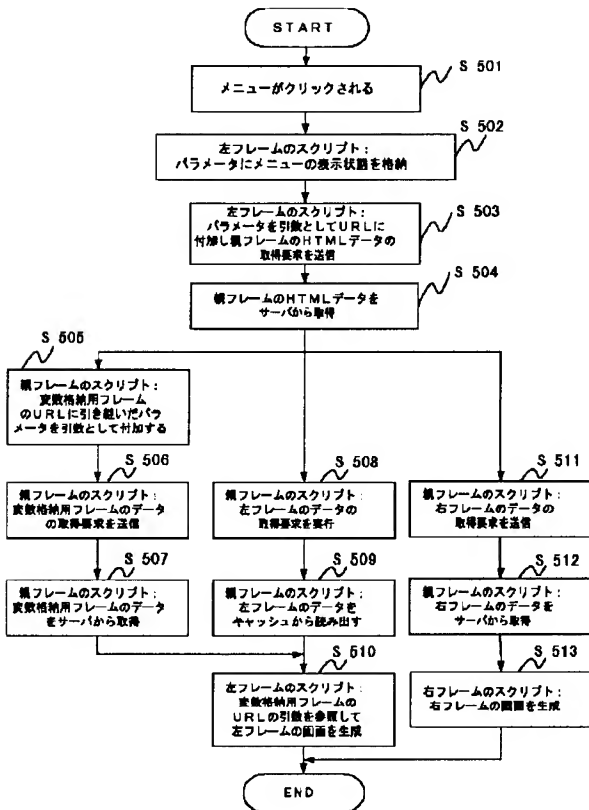 START
S 501
メニューがクリックされる
S 502
左フレームのスクリプト:
パラメータにメニューの表示状態を格納
S 503
左フレームのスクリプト:
パラメータを引数としてURLに
付加し親フレームのHTMLデータの
取得要求を送信
S 504
親フレームのHTMLデータを
サーバから取得
S 505
親フレームのスクリプト:
変数格納用フレーム
のURLに引き継いだパラ
メータを引数として付加する
S 506
親フレームのスクリプト:
変数格納用フレームのデータ
の取得要求を送信
S 507
親フレームのスクリプト:
変数格納用フレームのデータ
をサーバから取得
S 508
親フレームのスクリプト:
左フレームのデータの
取得要求を実行
S 509
親フレームのスクリプト:
左フレームのデータを
キャッシュから読み出す
S 510
左フレームのスクリプト:
変数格納用フレームの
URLの引数を参照して
左フレームの画面を生成
S 511
親フレームのスクリプト:
右フレームのデータの
取得要求を送信
S 512
親フレームのスクリプト:
右フレームのデータを
サーバから取得
S 513
右フレームのスクリプト:
右フレームの画面を生成
END